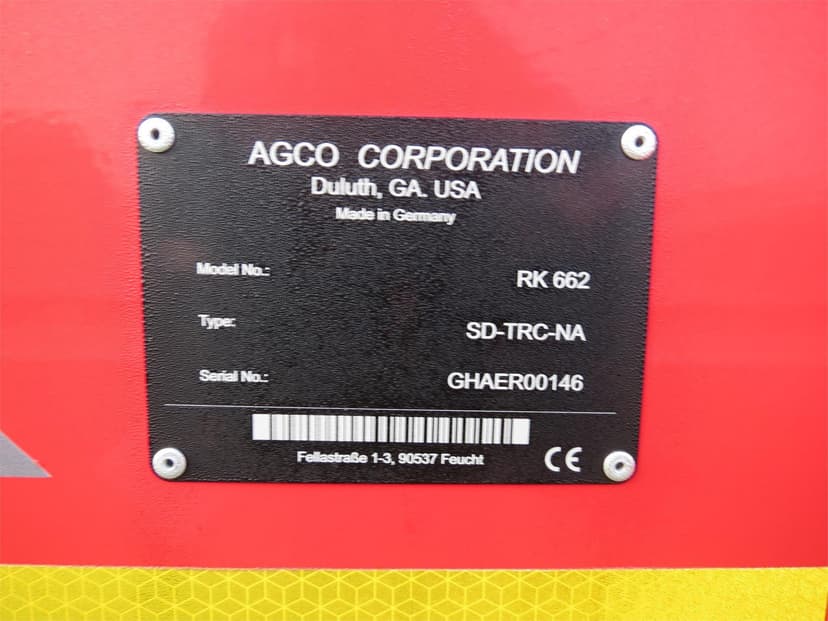 AGCO CORPORATION
Duluth, GA. USA
Made in Germany
Model No.: RK 662
Type: SD-TRC-NA
Serial No.: GHAER00146
Fellastraße 1-3, 90537 Feucht
CE